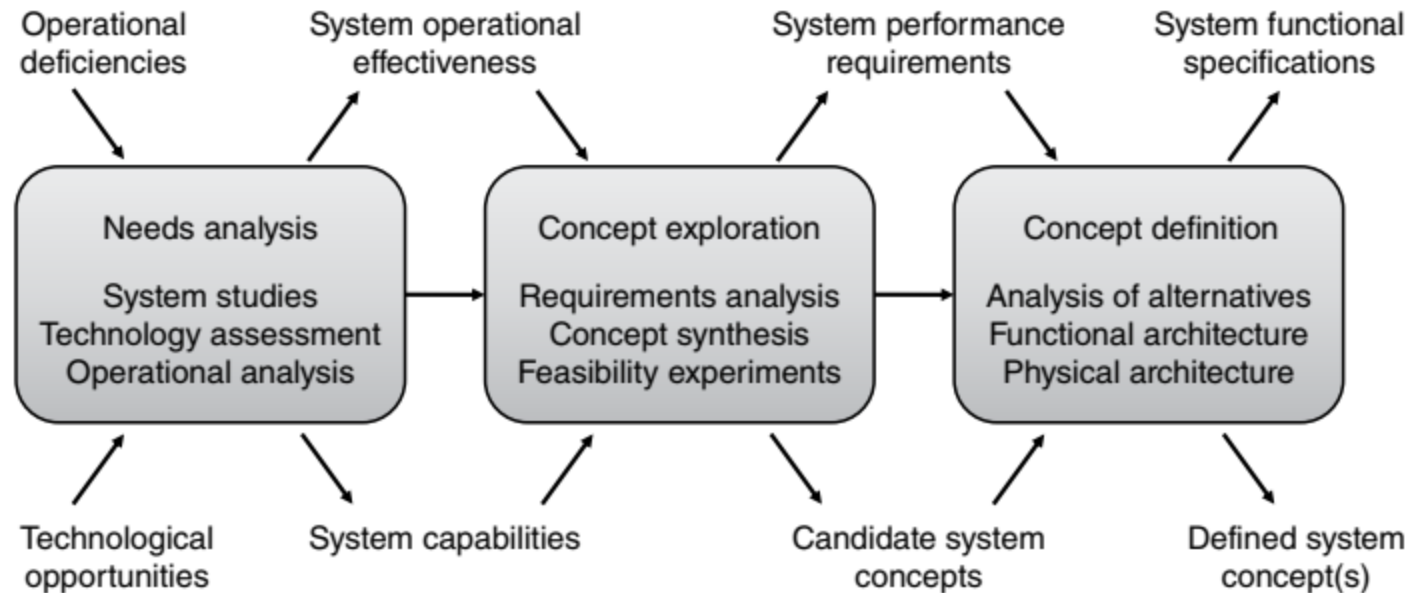 Operational
deficiencies
System operational
effectiveness
System performance
requirements
System functional
specifications
Needs analysis
System studies
Technology assessment
Operational analysis
Concept exploration
Requirements analysis
Concept synthesis
Feasibility experiments
Concept definition
Analysis of alternatives
Functional architecture
Physical architecture
Technological
opportunities
System capabilities
Candidate system
concepts
Defined system
concept(s)